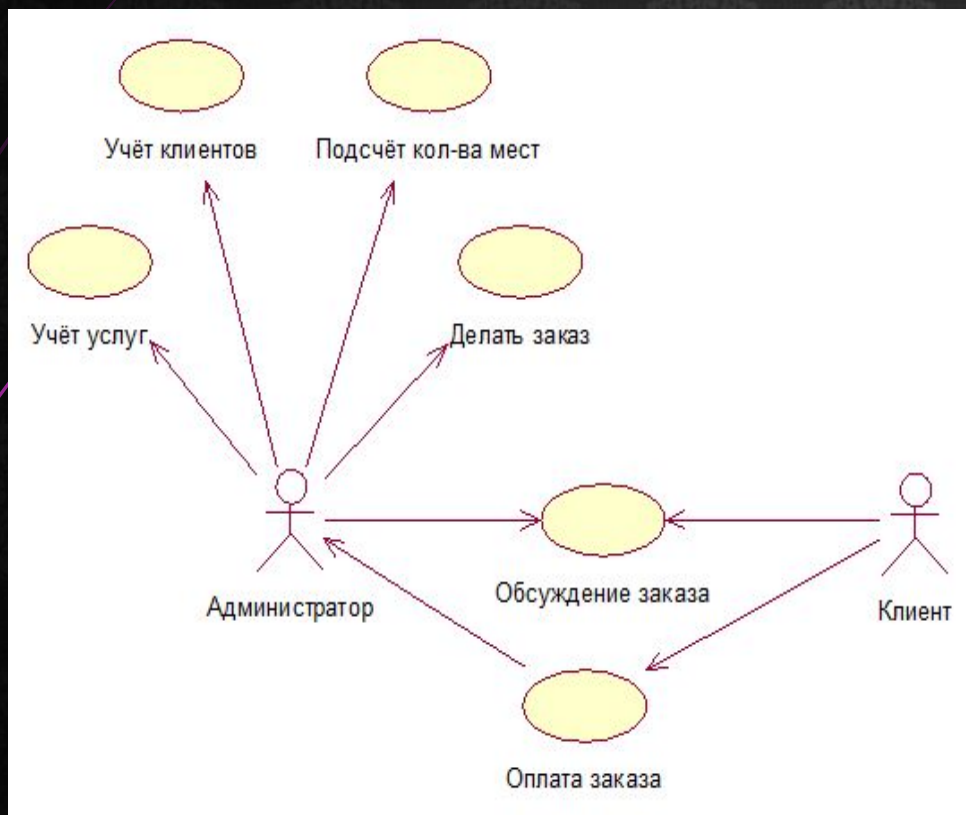 Учёт клиентов
Подсчёт кол-ва мест
Учёт услуг
Делать заказ
Обсуждение заказа
Администратор
Клиент
Оплата заказа